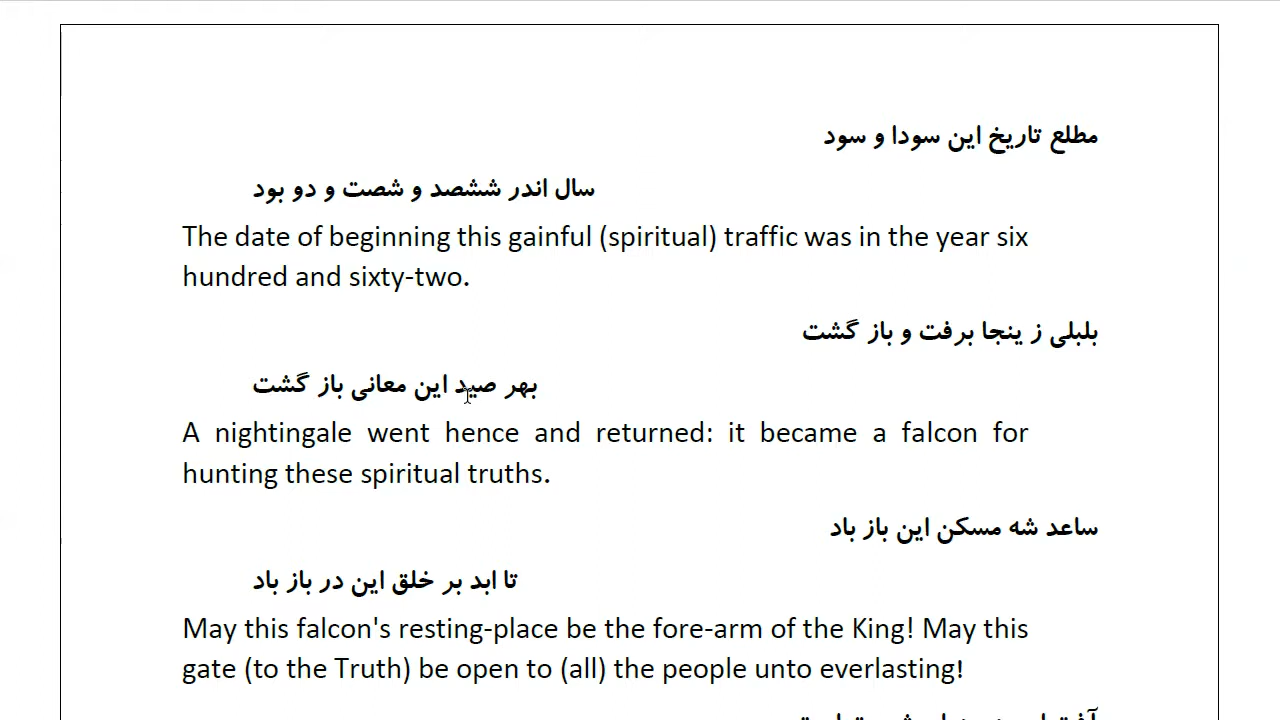 مطلع تاریخ این سودا و سود
سال اندر ششصد و شصت و دو بود
The date of beginning this gainful (spiritual) traffic was in the year six
hundred and sixty-two.
بلبلی ز ینجا برفت و باز گشت
بهر صید این معانی باز گشت
A nightingale went hence and returned: it became a falcon for
hunting these spiritual truths.
ساعد شه مسکن این باز باد
تا ابد بر خلق این در باز باد
May this falcon's resting-place be the fore-arm of the King! May this
gate (to the Truth) be open to (all) the people unto everlasting!